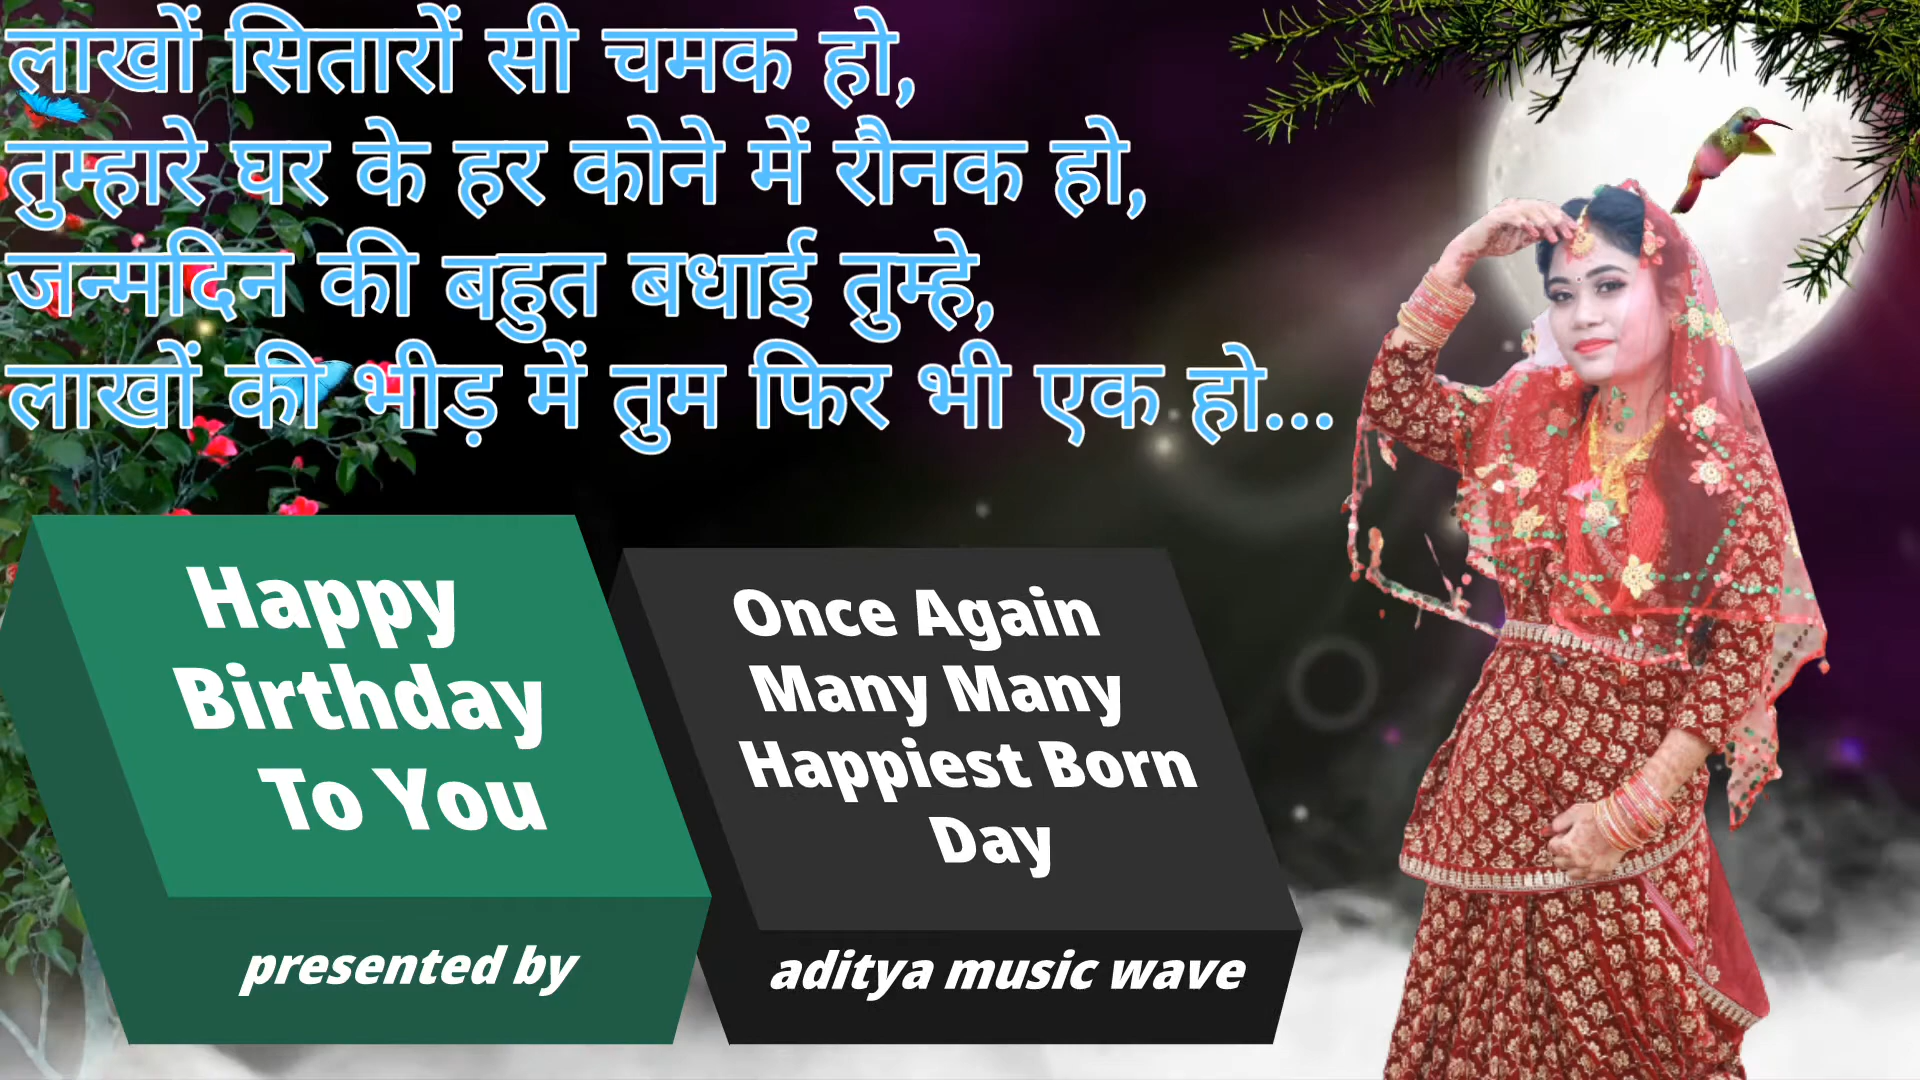 लाखों सितारों सी चमक हो,
तुम्हारे घर के हर कोने में रौनक हो,
जन्मदिन की बहुत बधाई तुम्हे,
लाखों की भीड़ में तुम फिर भी एक हो...
Happy
Birthday
To You
presented by
Once Again
Many Many
Happiest Born
Day
aditya music wave